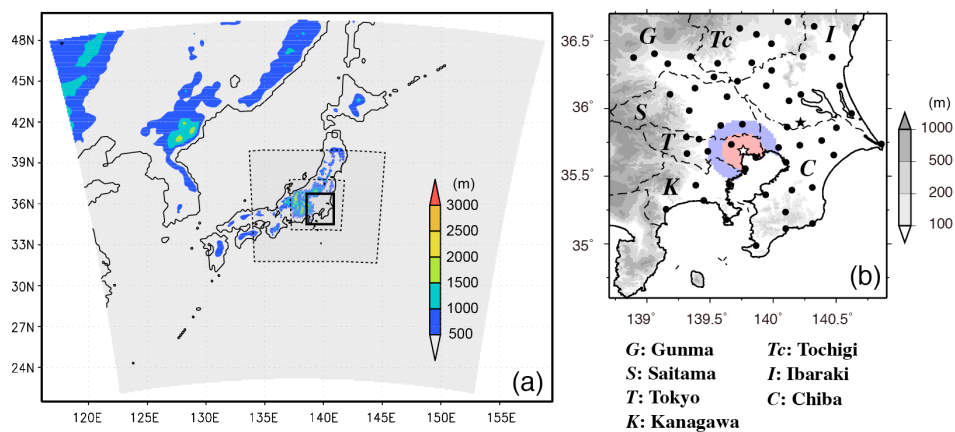 48N
45N
42N
39N
36N
33N
30N
27N
24N
120E
125E
130E
135E
140E
145E
150E
155E
(m)
3000
2500
2000
1500
1000
500
(a)
36.5°
36°
35.5°
35°
139°
139.5°
140°
140.5°
G
Tc
I
S
T
K
C
(b)
(m)
1000
500
200
100
G: Gunma Tc: Tochigi
S: Saitama I: Ibaraki
T: Tokyo C: Chiba
K: Kanagawa